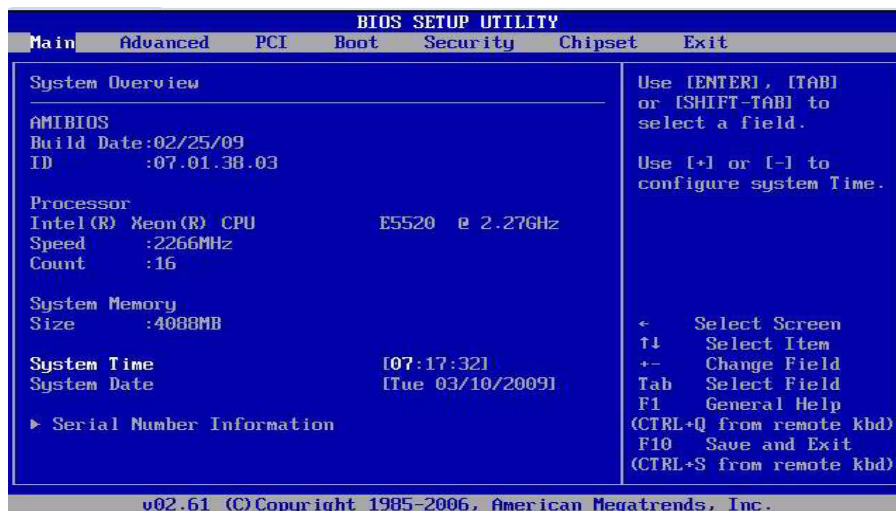 BIOS SETUP UTILITY
Main Advanced PCI Boot Security Chipset Exit
System Overview
AMIBIOS
Build Date:02/25/09
ID :07.01.38.03
Processor
Intel(R) Xeon(R) CPU E5520 @ 2.27GHz
Speed :2266MHz
Count :16
System Memory
Size :4088MB
System Time [07:17:32]
System Date [Tue 03/10/2009]
► Serial Number Information
Use [ENTER], [TAB]
or [SHIFT-TAB] to
select a field.
Use [+] or [-] to
configure system Time.
← Select Screen
↑↓ Select Item
+- Change Field
Tab Select Field
F1 General Help
(CTRL+Q from remote kbd)
F10 Save and Exit
(CTRL+S from remote kbd)
v02.61 (C)Copyright 1985-2006, American Megatrends, Inc.